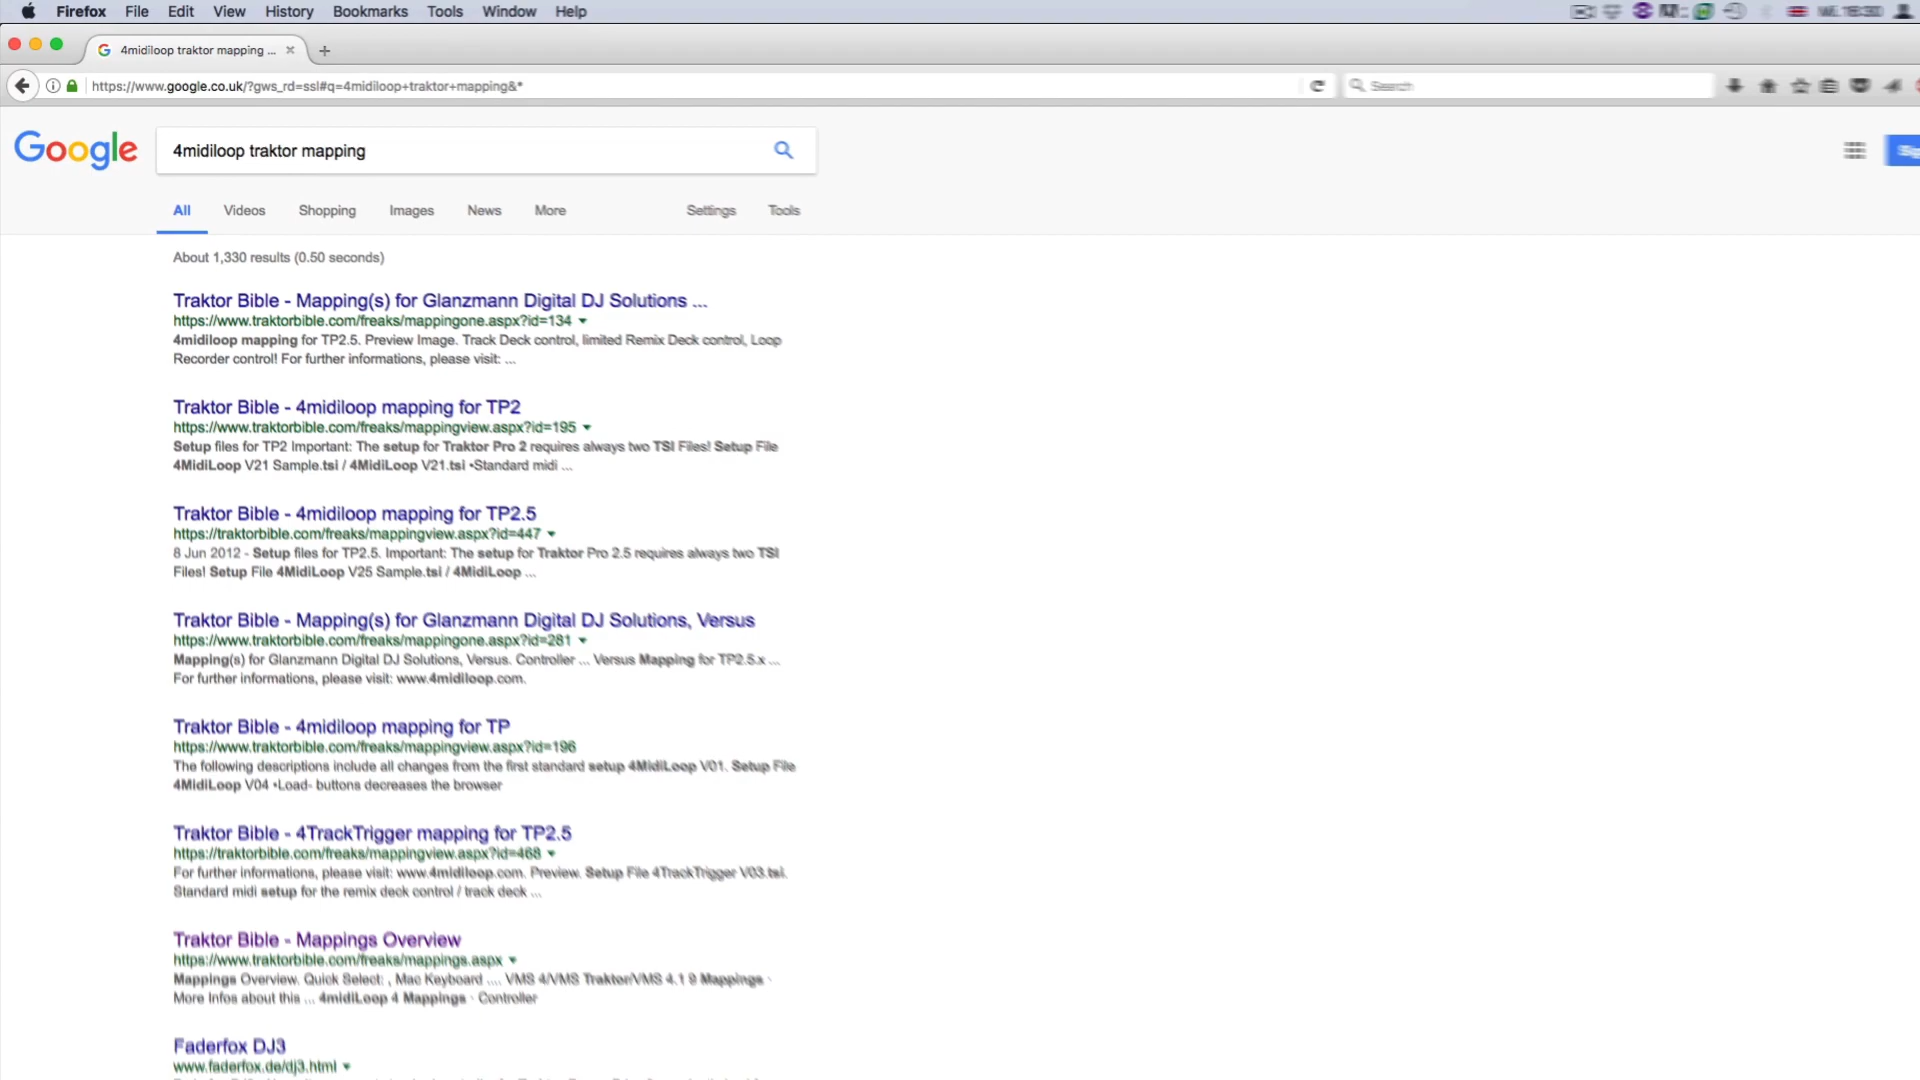 Firefox File Edit View History Bookmarks Tools Window Help
4midiloop traktor mapping ...
https://www.google.co.uk/?gws_rd=ssl#q=4midiloop+traktor+mapping&* Search
Google 4midiloop traktor mapping
All Videos Shopping Images News More Settings Tools
About 1,330 results (0.50 seconds)
Traktor Bible - Mapping(s) for Glanzmann Digital DJ Solutions ...
https://www.traktorbible.com/freaks/mappingone.aspx?id=134
4midiloop mapping for TP2.5. Preview Image. Track Deck control, limited Remix Deck control, Loop
Recorder control! For further informations, please visit: ...
Traktor Bible - 4midiloop mapping for TP2
https://www.traktorbible.com/freaks/mappingview.aspx?id=195
Setup files for TP2 Important: The setup for Traktor Pro 2 requires always two TSI Files! Setup File
4MidiLoop V21 Sample.tsi / 4MidiLoop V21.tsi •Standard midi ...
Traktor Bible - 4midiloop mapping for TP2.5
https://traktorbible.com/freaks/mappingview.aspx?id=447
8 Jun 2012 - Setup files for TP2.5. Important: The setup for Traktor Pro 2.5 requires always two TSI
Files! Setup File 4MidiLoop V25 Sample.tsi / 4MidiLoop ...
Traktor Bible - Mapping(s) for Glanzmann Digital DJ Solutions, Versus
https://www.traktorbible.com/freaks/mappingone.aspx?id=281
Mapping(s) for Glanzmann Digital DJ Solutions, Versus. Controller ... Versus Mapping for TP2.5.x ...
For further informations, please visit: www.4midiloop.com.
Traktor Bible - 4midiloop mapping for TP
https://www.traktorbible.com/freaks/mappingview.aspx?id=196
The following descriptions include all changes from the first standard setup 4MidiLoop V01. Setup File
4MidiLoop V04 •Load- buttons decreases the browser
Traktor Bible - 4TrackTrigger mapping for TP2.5
https://traktorbible.com/freaks/mappingview.aspx?id=468
For further informations, please visit: www.4midiloop.com. Preview. Setup File 4TrackTrigger V03.tsi.
Standard midi setup for the remix deck control / track deck ...
Traktor Bible - Mappings Overview
https://www.traktorbible.com/freaks/mappings.aspx
Mappings Overview. Quick Select: , Mac Keyboard .... VMS 4/VMS Traktor/VMS 4.1 9 Mappings ·
More Infos about this ... 4midiLoop 4 Mappings · Controller
Faderfox DJ3
www.faderfox.de/dj3.html